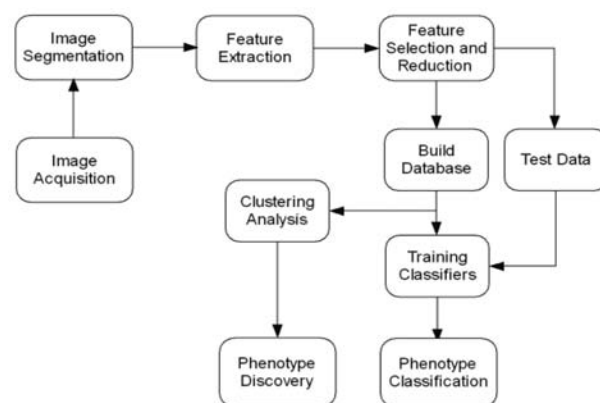 Image
Segmentation
Feature
Extraction
Feature
Selection and
Reduction
Image
Acquisition
Build
Database
Test Data
Clustering
Analysis
Training
Classifiers
Phenotype
Discovery
Phenotype
Classification